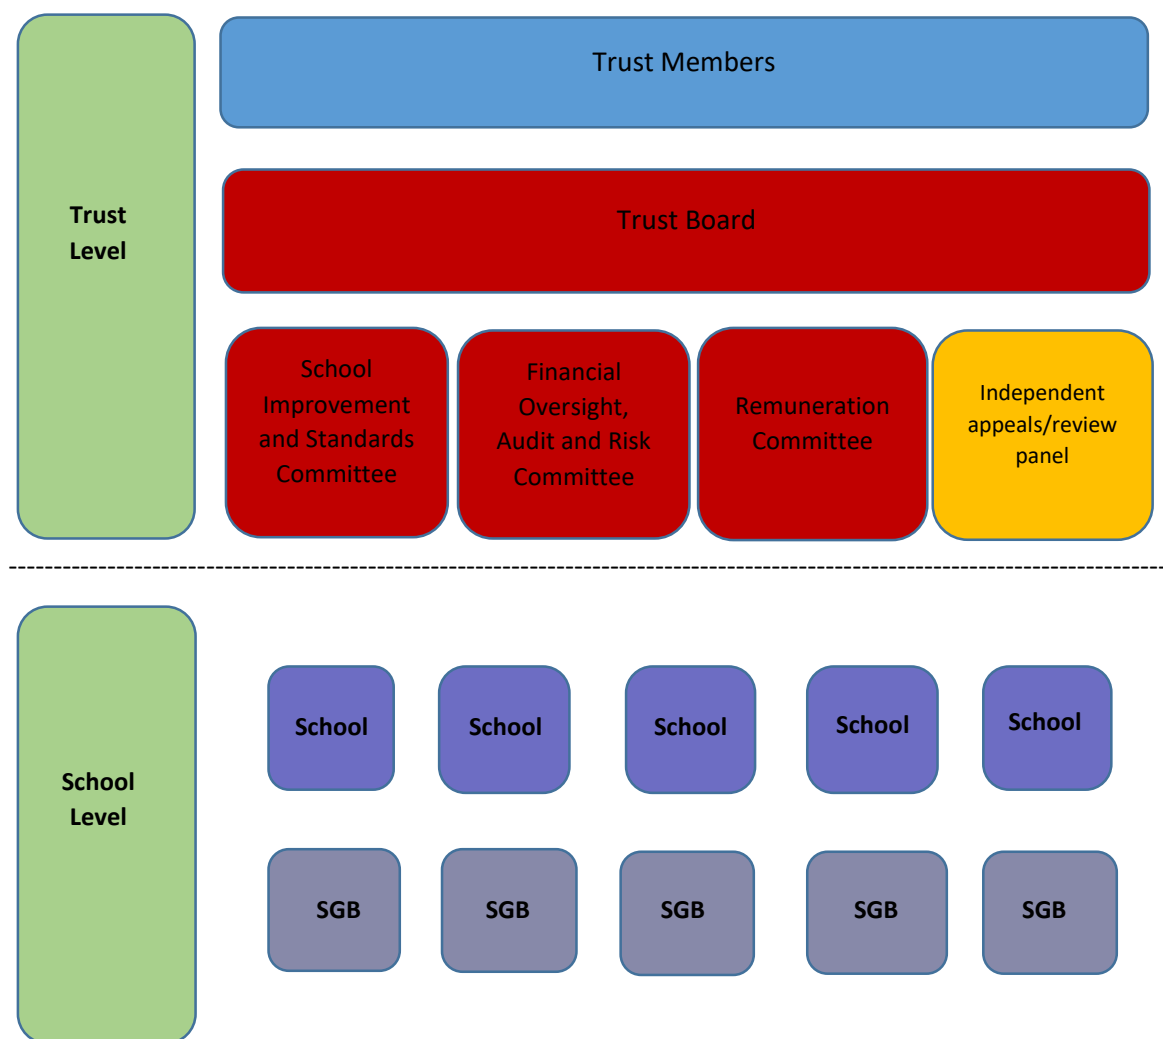 Trust Members
Trust
Level
Trust Board
School
Improvement
and Standards
Committee
Financial
Oversight,
Audit and Risk
Committee
Remuneration
Committee
Independent
appeals/review
panel
School
Level
School
School
School
School
School
SGB
SGB
SGB
SGB
SGB